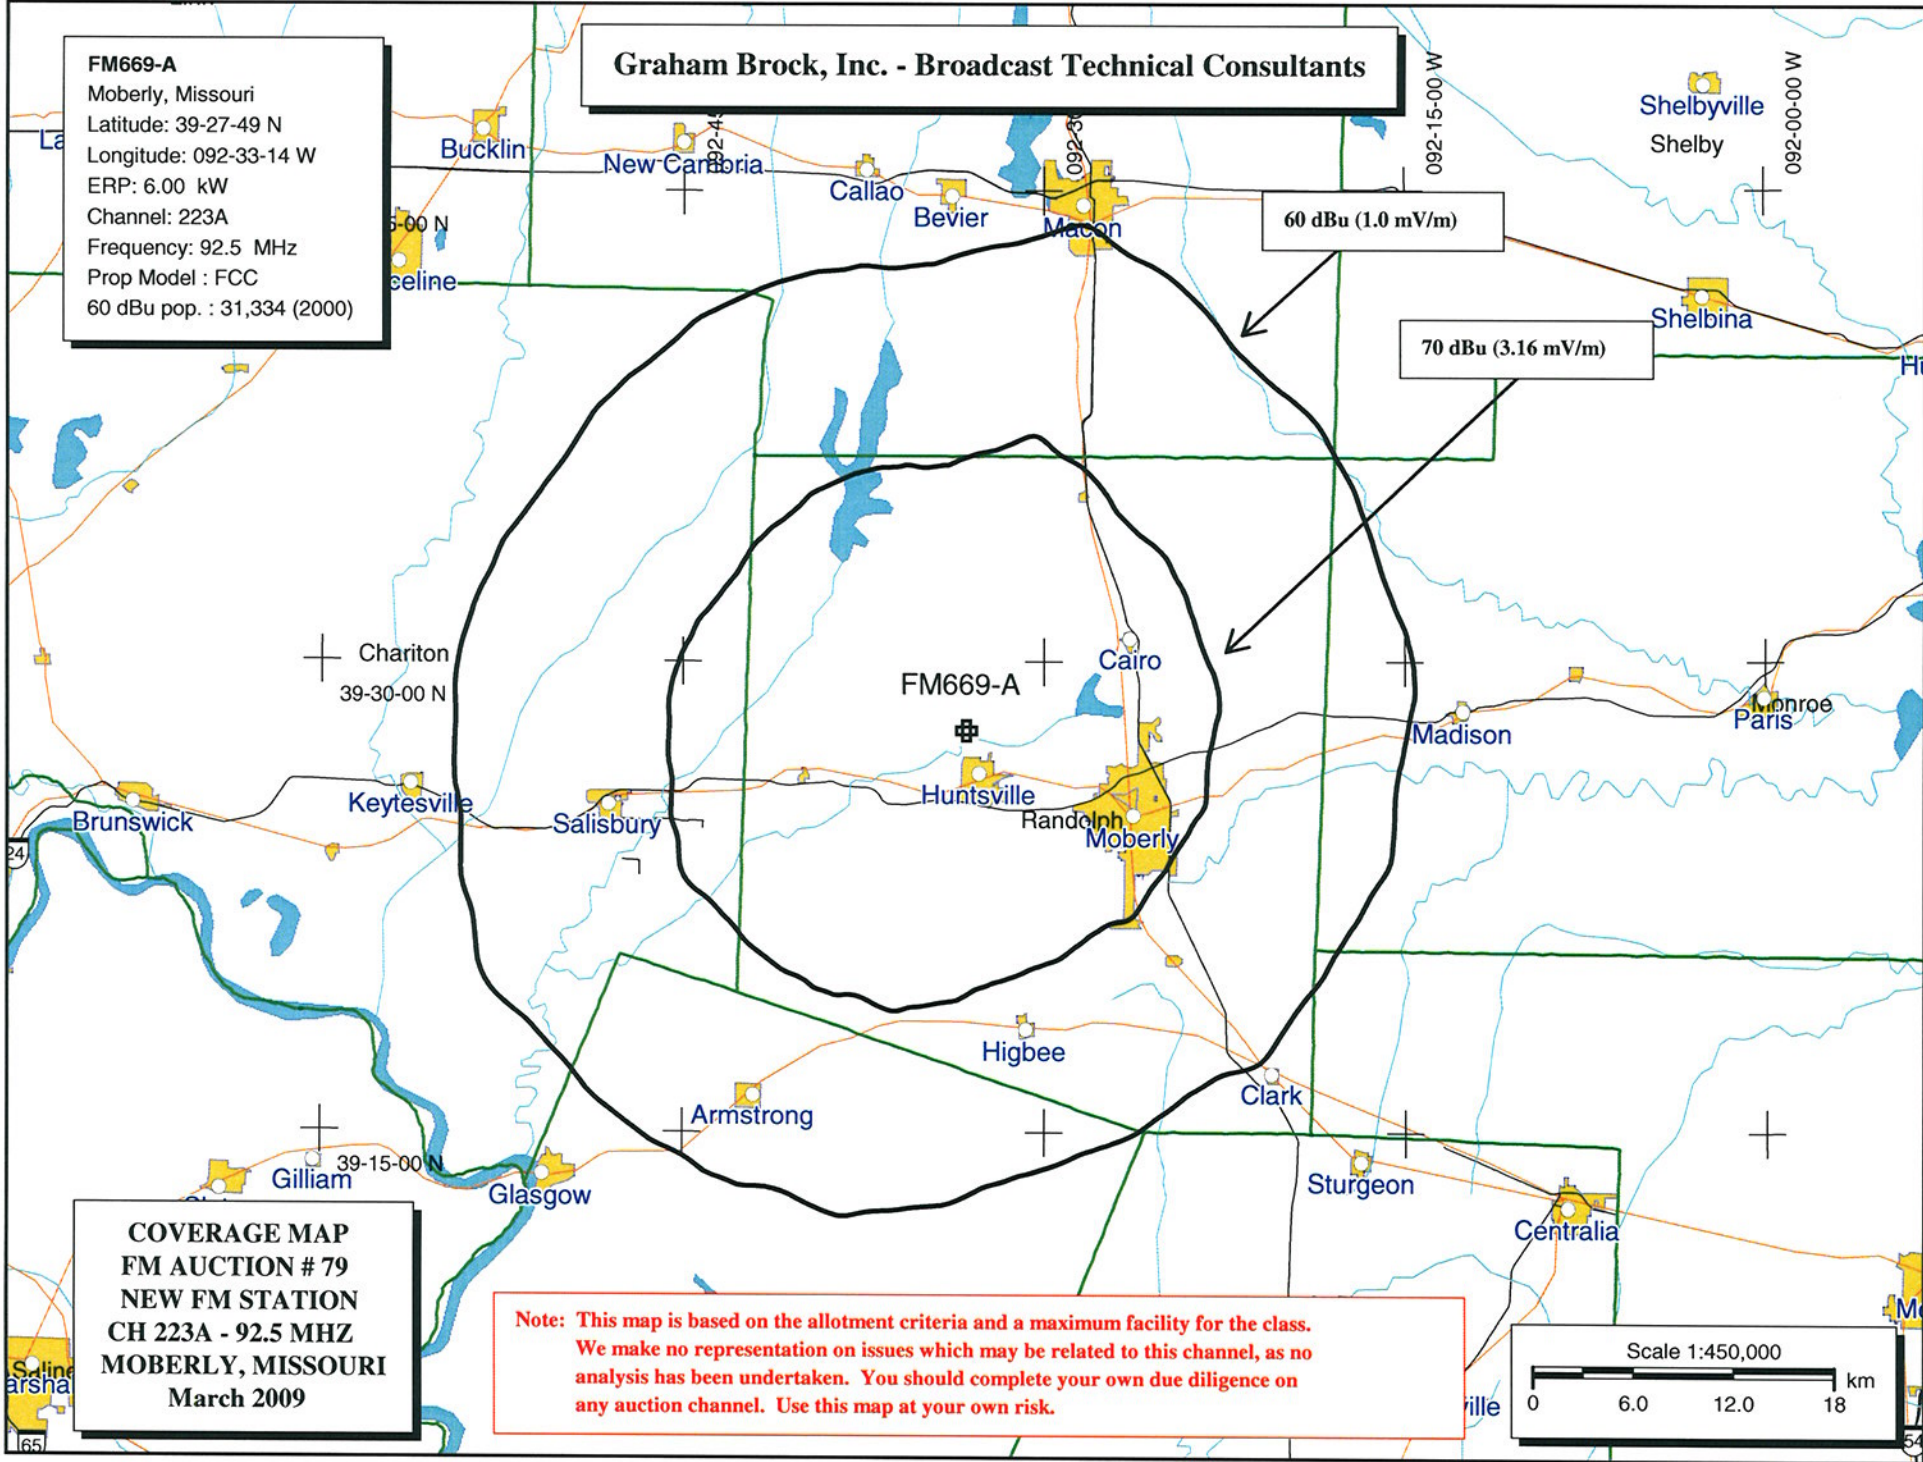 Graham Brock, Inc. - Broadcast Technical Consultants
FM669-A
Moberly, Missouri
Latitude: 39-27-49 N
Longitude: 092-33-14 W
ERP: 6.00 kW
Channel: 223A
Frequency: 92.5 MHz
Prop Model : FCC
60 dBu pop. : 31,334 (2000)
092-15-00 W
092-00-00 W
Shelbyville
Shelby
Bucklin
New Cambria
Callao
Bevier
Macon
60 dBu (1.0 mV/m)
Shelbina
70 dBu (3.16 mV/m)
Chariton
39-30-00 N
Cairo
FM669-A
Madison
Monroe
Paris
Brunswick
Keytesville
Salisbury
Huntsville
Randolph
Moberly
24
Higbee
Armstrong
Clark
Gilliam
39-15-00 N
Glasgow
Sturgeon
Centralia
COVERAGE MAP
FM AUCTION # 79
NEW FM STATION
CH 223A - 92.5 MHZ
MOBERLY, MISSOURI
March 2009
Saline
65
Note: This map is based on the allotment criteria and a maximum facility for the class.
We make no representation on issues which may be related to this channel, as no
analysis has been undertaken. You should complete your own due diligence on
any auction channel. Use this map at your own risk.
Scale 1:450,000
km
0 6.0 12.0 18
54